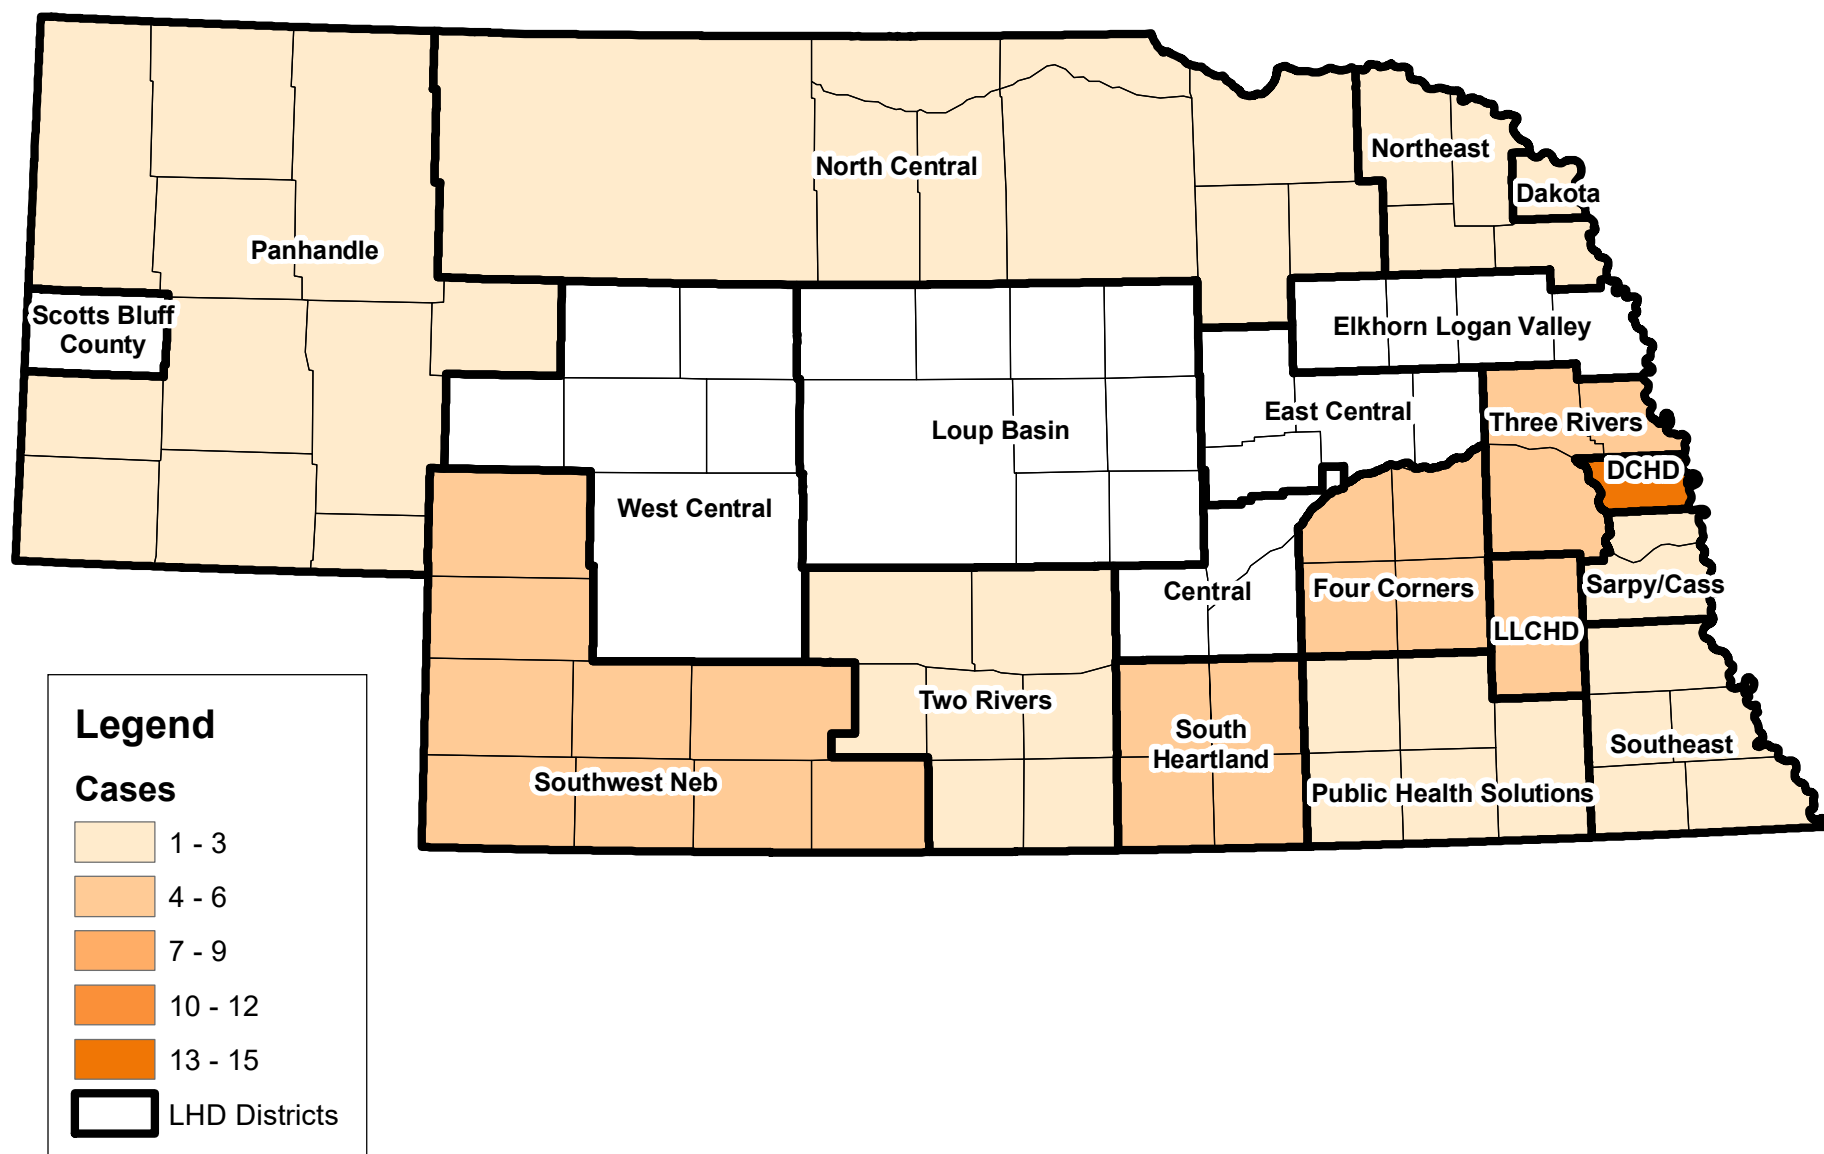 North Central
Northeast
Dakota
Panhandle
Scotts Bluff
County
Elkhorn Logan Valley
East Central
Three Rivers
Loup Basin
DCHD
West Central
Central
Four Corners
Sarpy/Cass
LLCHD
Two Rivers
South
Heartland
Southeast
Southwest Neb
Public Health Solutions
Legend
Cases
1 - 3
4 - 6
7 - 9
10 - 12
13 - 15
LHD Districts